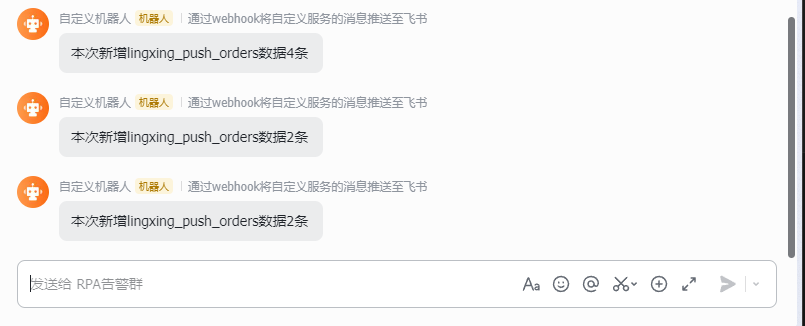 自定义机器人 机器人 通过webhook将自定义服务的消息推送至飞书
本次新增lingxing_push_orders数据4条
自定义机器人 机器人 通过webhook将自定义服务的消息推送至飞书
本次新增lingxing_push_orders数据2条
自定义机器人 机器人 通过webhook将自定义服务的消息推送至飞书
本次新增lingxing_push_orders数据2条
发送给 RPA告警群 Aa